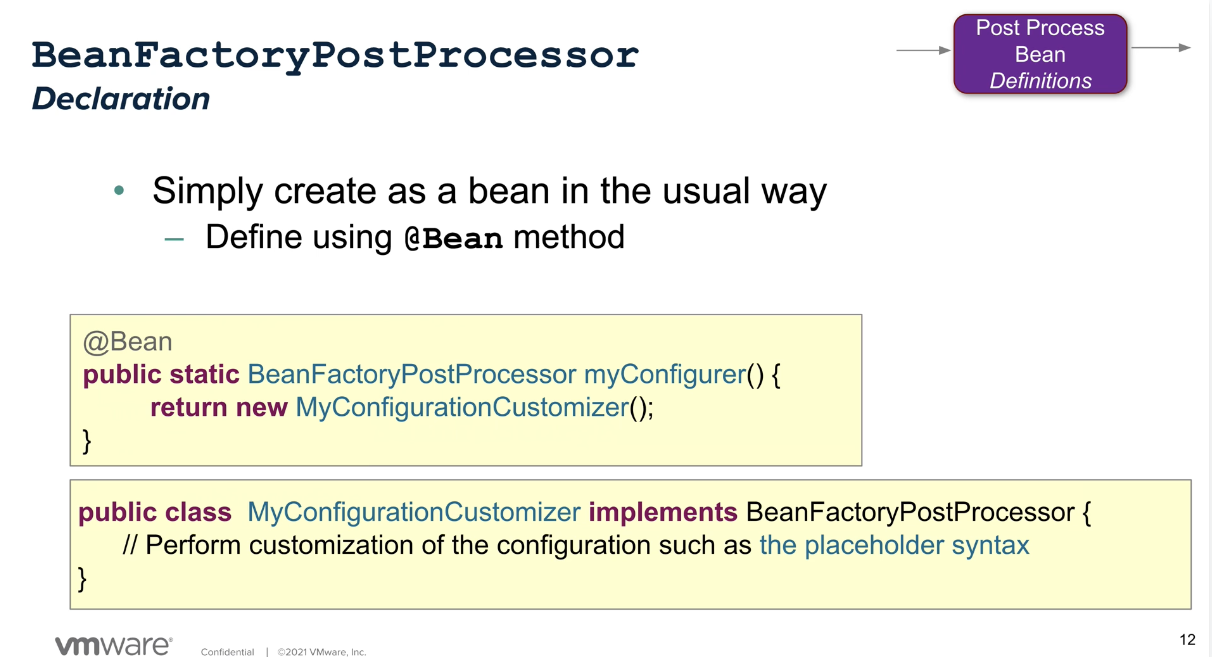 BeanFactoryPostProcessor
Declaration
Post Process
Bean
Definitions
• Simply create as a bean in the usual way
– Define using @Bean method
@Bean
public static BeanFactoryPostProcessor myConfigurer() {
return new MyConfigurationCustomizer();
}
public class MyConfigurationCustomizer implements BeanFactoryPostProcessor {
// Perform customization of the configuration such as the placeholder syntax
}
vmware®
Confidential | ©2021 VMware, Inc.
12